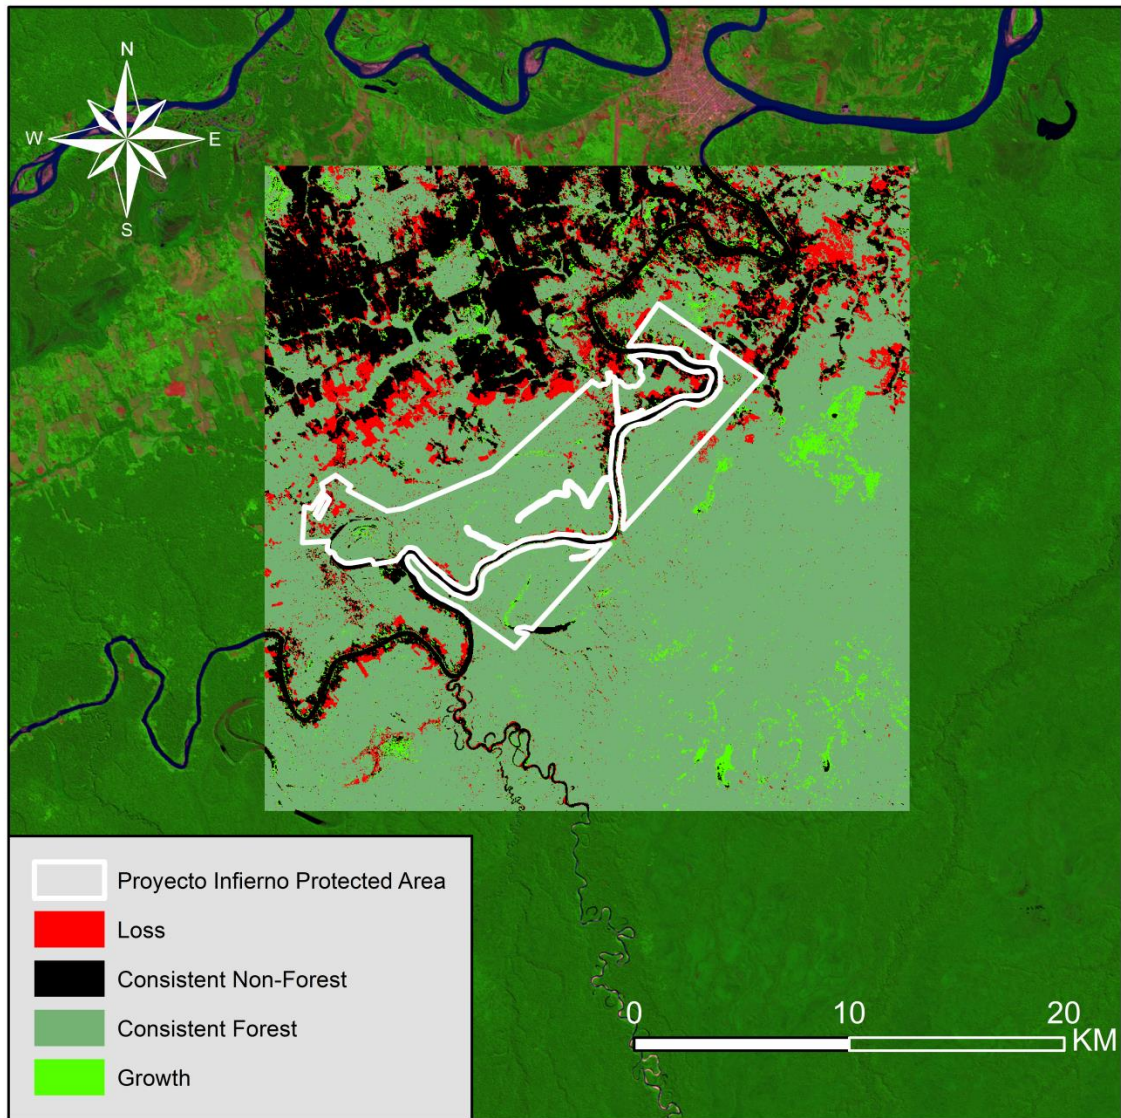 N
W E
S
Proyecto Infierno Protected Area
Loss
Consistent Non-Forest
Consistent Forest
Growth
0 10 20
KM